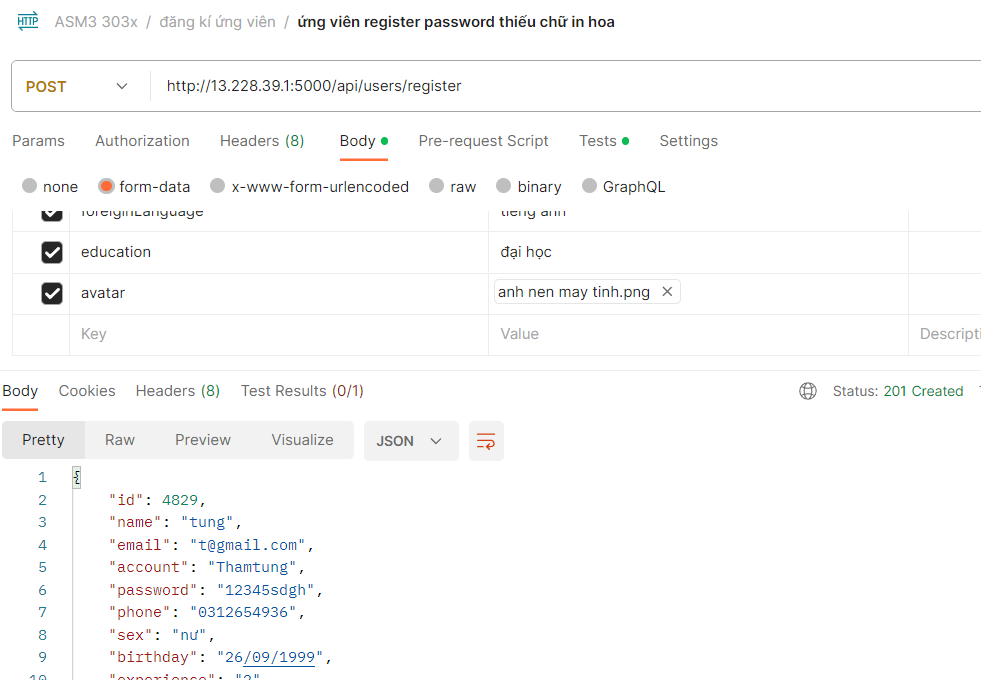 HTTP ASM3 303x / đăng kí ứng viên / ứng viên register password thiếu chữ in hoa
POST http://13.228.39.1:5000/api/users/register
Params Authorization Headers (8) Body Pre-request Script Tests Settings
none form-data x-www-form-urlencoded raw binary GraphQL
foreiginLanguage tiếng anh
education đại học
avatar anh nen may tinh.png
Key Value Descripti
Body Cookies Headers (8) Test Results (0/1) Status: 201 Created
Pretty Raw Preview Visualize JSON
1 {
2 "id": 4829,
3 "name": "tung",
4 "email": "t@gmail.com",
5 "account": "Thamtung",
6 "password": "12345sdgh",
7 "phone": "0312654936",
8 "sex": "nư",
9 "birthday": "26/09/1999",
10 "experience": "2"